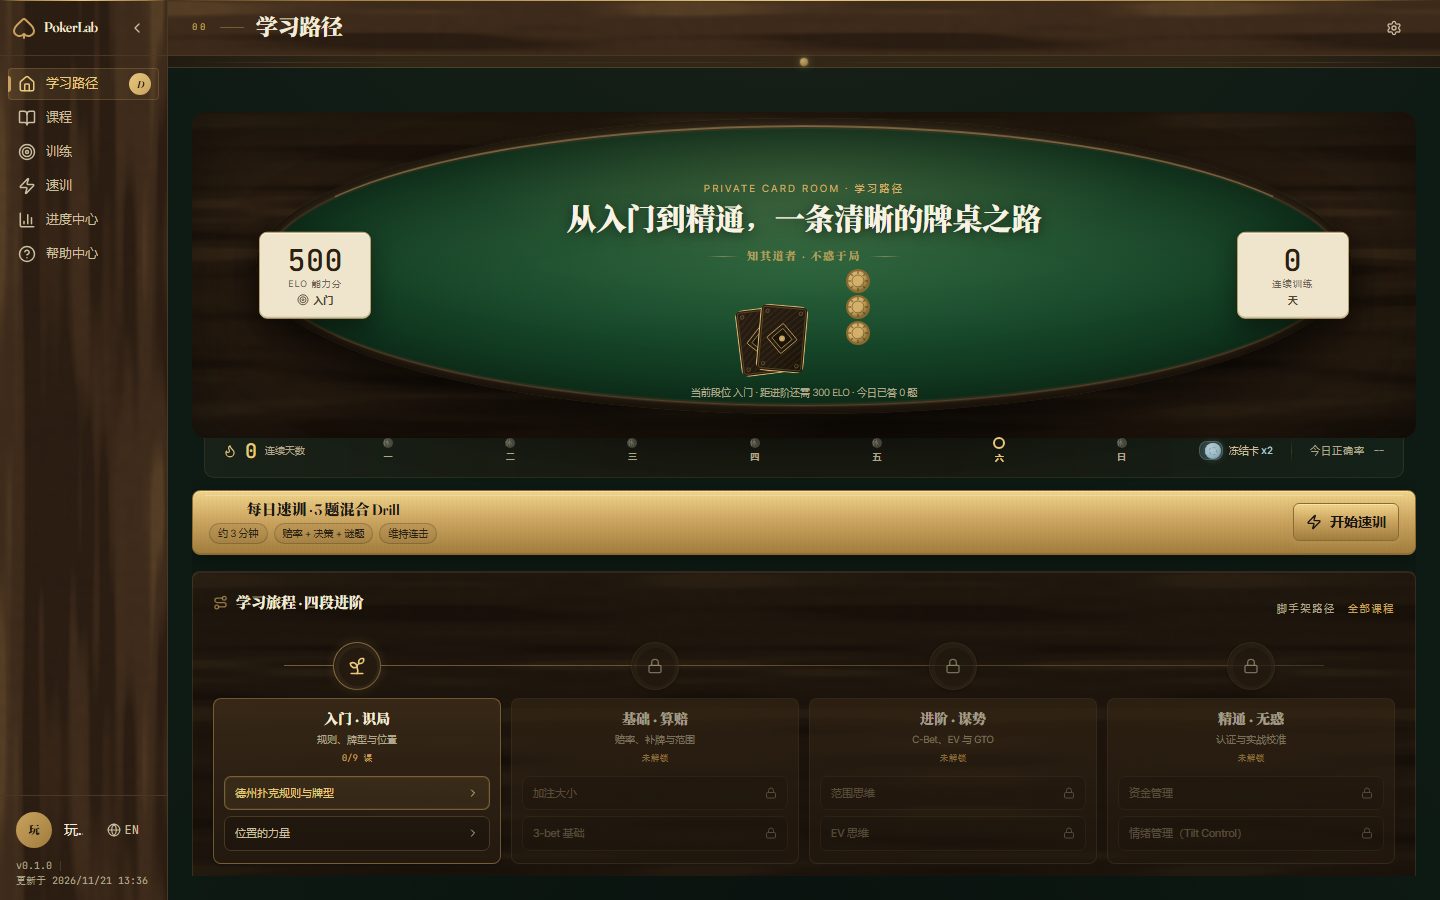 PokerLab
00
学习路径
学习路径
D
课程
训练
速训
进度中心
帮助中心
PRIVATE CARD ROOM · 学习路径
从入门到精通，一条清晰的牌桌之路
知其道者 · 不惑于局
500
ELO 能力分
入门
0
连续训练
天
当前段位 入门 · 距进阶还需 300 ELO · 今日已答 0 题
0 连续天数
一
二
三
四
五
六
日
冻结卡 x2
今日正确率 --
每日速训 · 5 题混合 Drill
约 3 分钟
赔率 + 决策 + 谜题
维持连击
开始速训
学习旅程 · 四段进阶
脚手架路径
全部课程
入门 · 识局
规则、牌型与位置
0/9 课
德州扑克规则与牌型
位置的力量
基础 · 算赔
赔率、补牌与范围
未解锁
加注大小
3-bet 基础
进阶 · 谋势
C-Bet、EV 与 GTO
未解锁
范围思维
EV 思维
精通 · 无惑
认证与实战校准
未解锁
资金管理
情绪管理（Tilt Control）
玩
玩..
EN
v0.1.0
更新于 2026/11/21 13:36